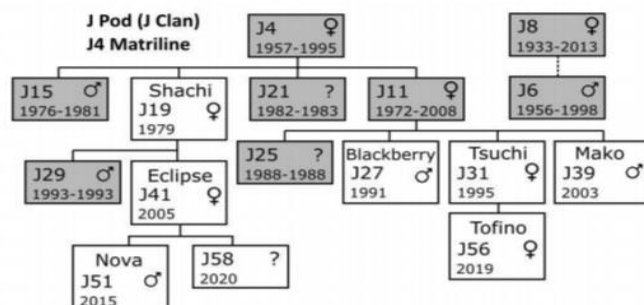 J Pod (J Clan)
J4 Matriline
J4 ♀
1957-1995
J8 ♀
1933-2013
J15 ♂
1976-1981
Shachi
J19 ♀
1979
J21 ?
1982-1983
J11 ♀
1972-2008
J6 ♂
1956-1998
J29 ♂
1993-1993
Eclipse
J41 ♀
2005
J25 ?
1988-1988
Blackberry
J27 ♂
1991
Tsuchi
J31 ♀
1995
Mako
J39 ♂
2003
Nova
J51 ♂
2015
J58 ?
2020
Tofino
J56 ♀
2019